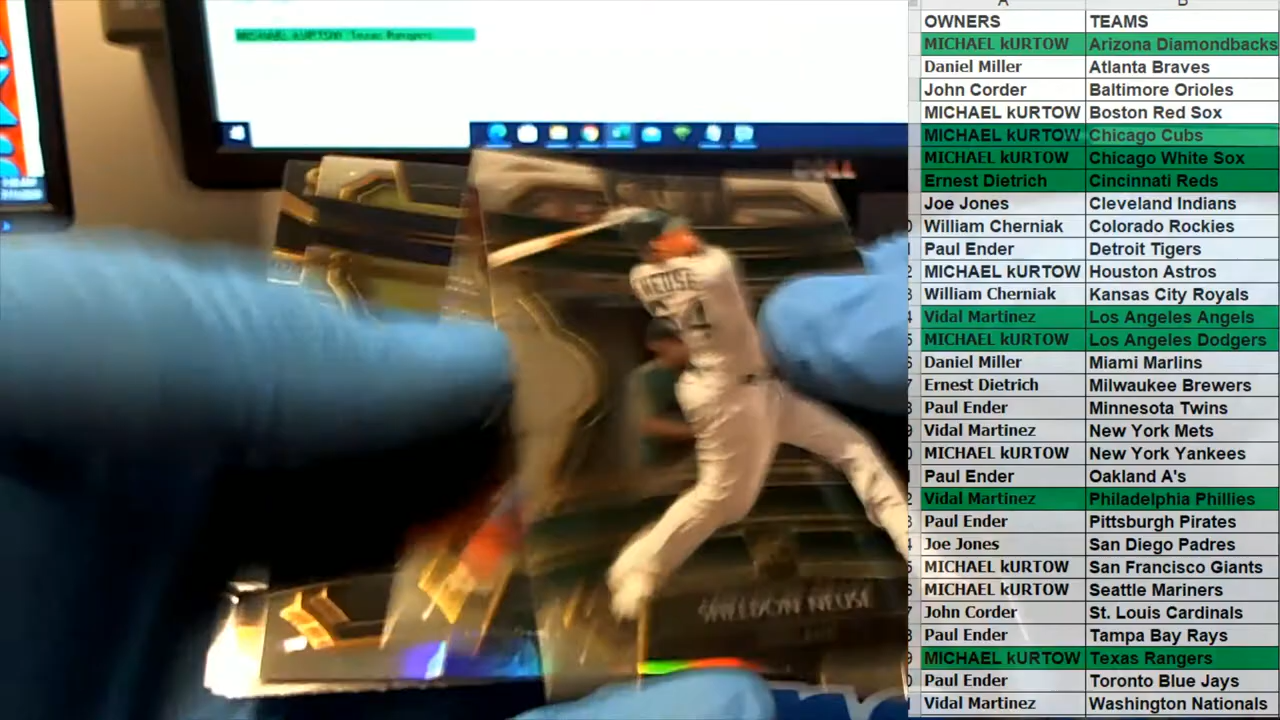 MICHAEL KURTOW Texas Rangers
DELL
NEUSE
SHELDON NEUSE
A B
OWNERS TEAMS
MICHAEL kURTOW Arizona Diamondbacks
Daniel Miller Atlanta Braves
John Corder Baltimore Orioles
MICHAEL kURTOW Boston Red Sox
MICHAEL kURTOW Chicago Cubs
MICHAEL kURTOW Chicago White Sox
Ernest Dietrich Cincinnati Reds
Joe Jones Cleveland Indians
William Cherniak Colorado Rockies
Paul Ender Detroit Tigers
MICHAEL kURTOW Houston Astros
William Cherniak Kansas City Royals
Vidal Martinez Los Angeles Angels
MICHAEL kURTOW Los Angeles Dodgers
Daniel Miller Miami Marlins
Ernest Dietrich Milwaukee Brewers
Paul Ender Minnesota Twins
Vidal Martinez New York Mets
MICHAEL kURTOW New York Yankees
Paul Ender Oakland A's
Vidal Martinez Philadelphia Phillies
Paul Ender Pittsburgh Pirates
Joe Jones San Diego Padres
MICHAEL kURTOW San Francisco Giants
MICHAEL kURTOW Seattle Mariners
John Corder St. Louis Cardinals
Paul Ender Tampa Bay Rays
MICHAEL kURTOW Texas Rangers
Paul Ender Toronto Blue Jays
Vidal Martinez Washington Nationals